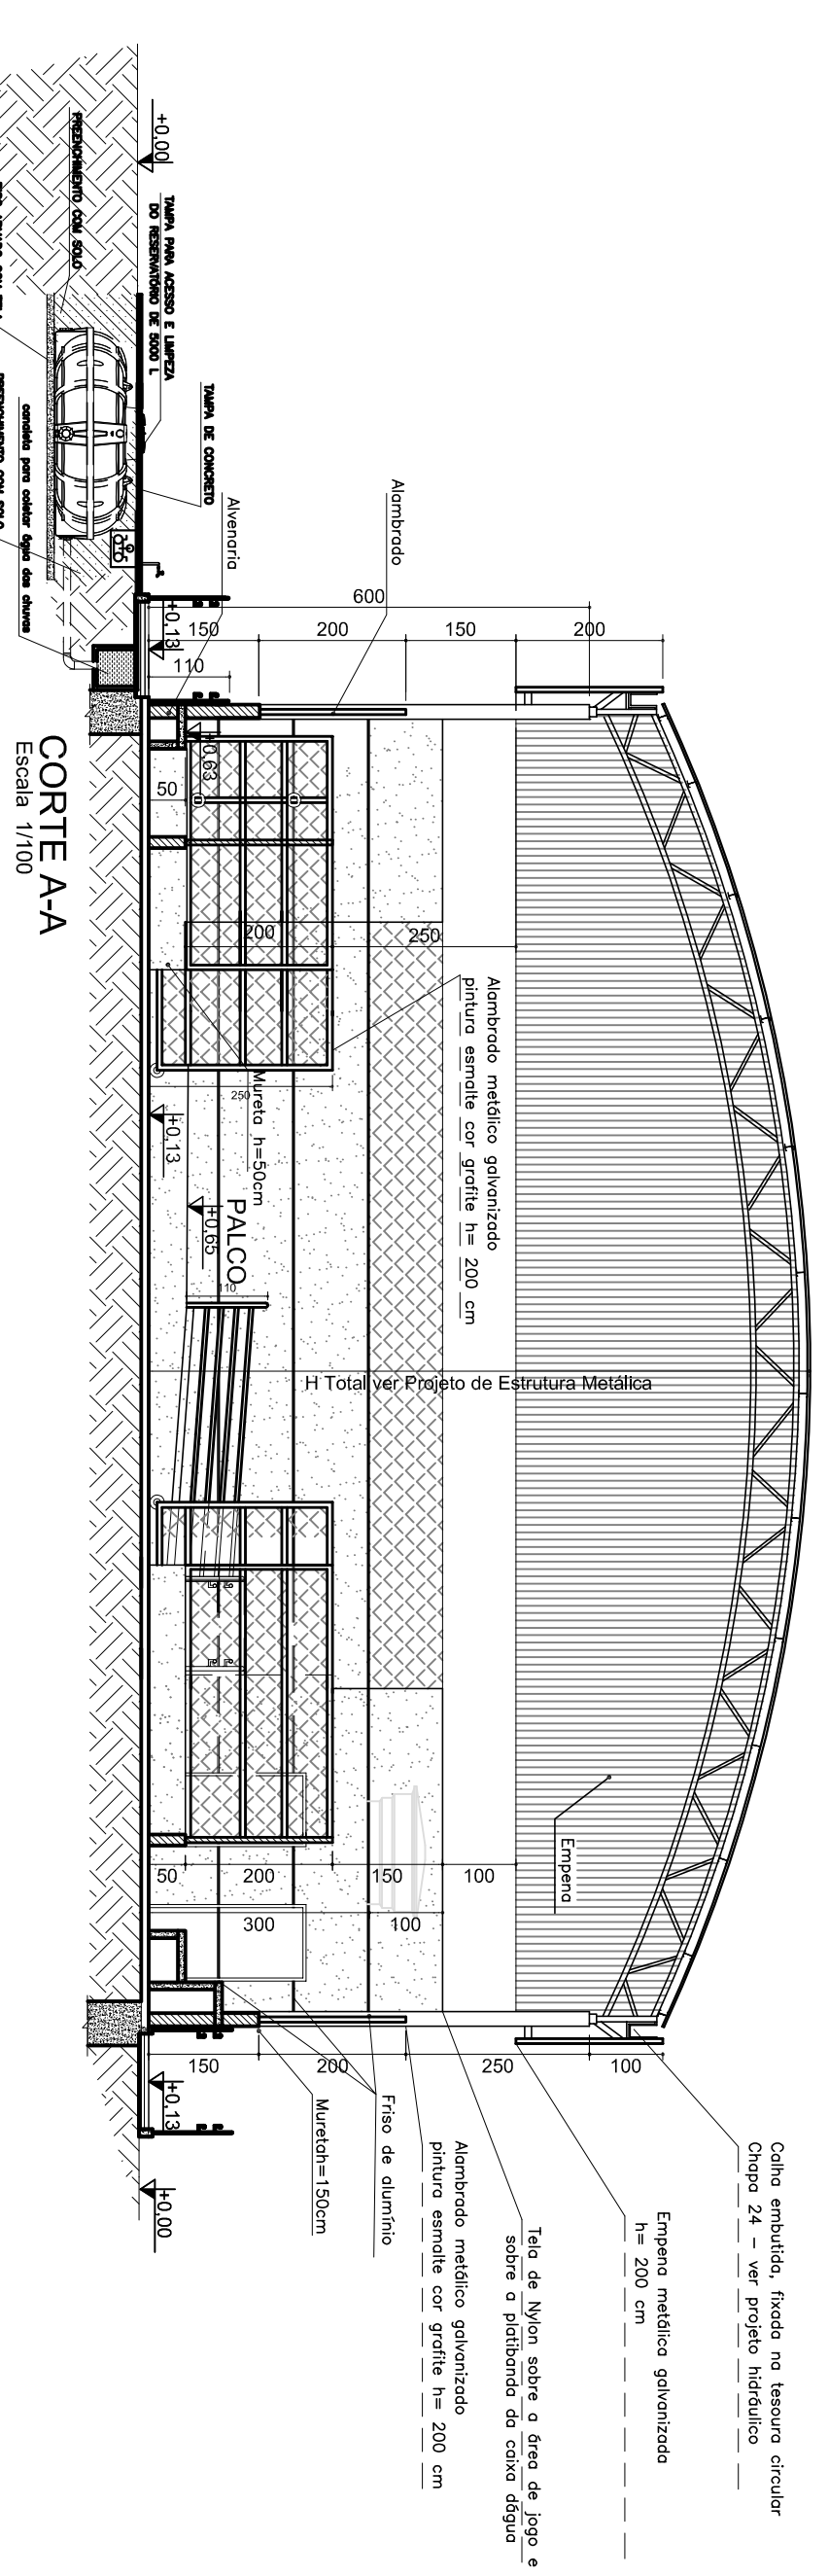 Calha embutida, fixada na tesoura circular
Chapa 24 - ver projeto hidráulico
Empena metálica galvanizada
h= 200 cm
Tela de Nylon sobre a área de jogo e
sobre a platibanda da caixa dágua
Alambrado metálico galvanizado
pintura esmalte cor grafite h= 200 cm
Friso de alumínio
Muretah=150cm
Empena
H Total ver Projeto de Estrutura Metálica
Alambrado metálico galvanizado
pintura esmalte cor grafite h= 200 cm
Mureta h=50cm
PALCO
+0,65
110
Alambrado
Alvenaria
TAMPA DE CONCRETO
TAMPA PARA ACESSO E LIMPEZA
DO RESERVATÓRIO DE 5000 L
PREENCHIMENTO COM SOLO
PREENCHIMENTO COM SOLO
canaleta para coletar água das chuvas
+0,00
+0,13
+0,63
+0,13
+0,13
+0,00
600
150
200
150
200
110
50
200
250
250
50
200
150
100
300
100
150
200
250
100
CORTE A-A
Escala 1/100